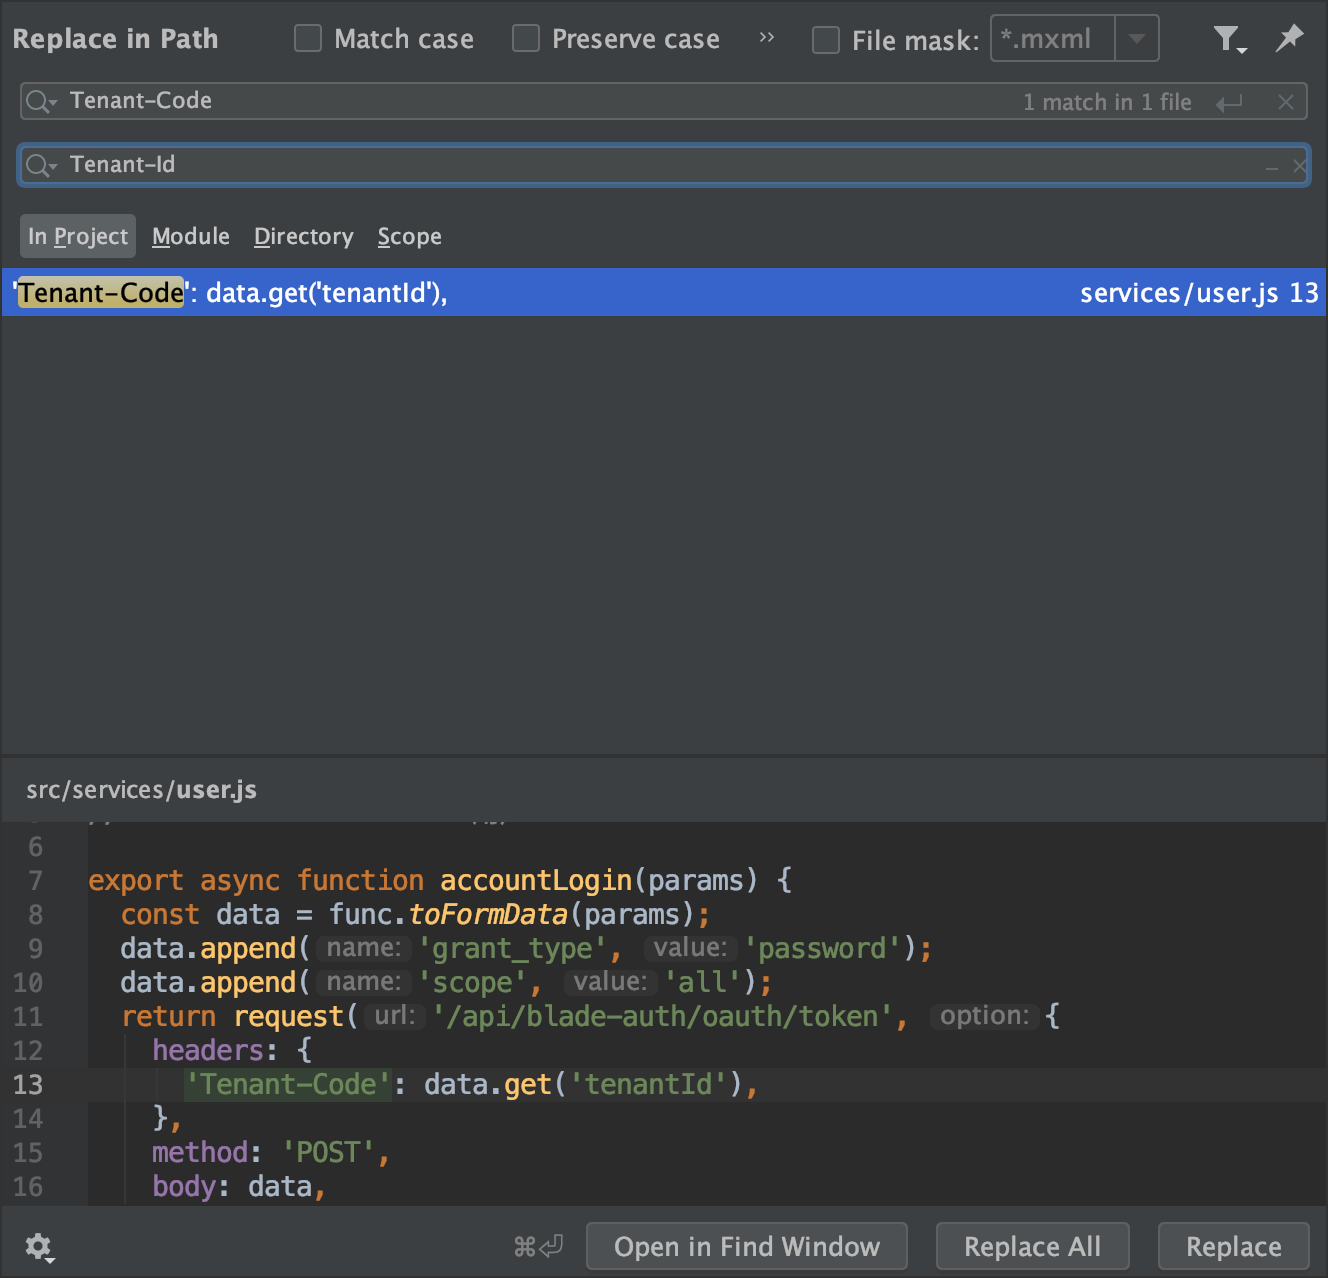 Replace in Path Match case Preserve case >> File mask: *.mxml
Tenant-Code 1 match in 1 file
Tenant-Id
In Project Module Directory Scope
'Tenant-Code': data.get('tenantId'), services/user.js 13
src/services/user.js
6
7 export async function accountLogin(params) {
8 const data = func.toFormData(params);
9 data.append( name: 'grant_type', value: 'password');
10 data.append( name: 'scope', value: 'all');
11 return request( url: '/api/blade-auth/oauth/token', option: {
12 headers: {
13 'Tenant-Code': data.get('tenantId'),
14 },
15 method: 'POST',
16 body: data,
⌘⏎ Open in Find Window Replace All Replace